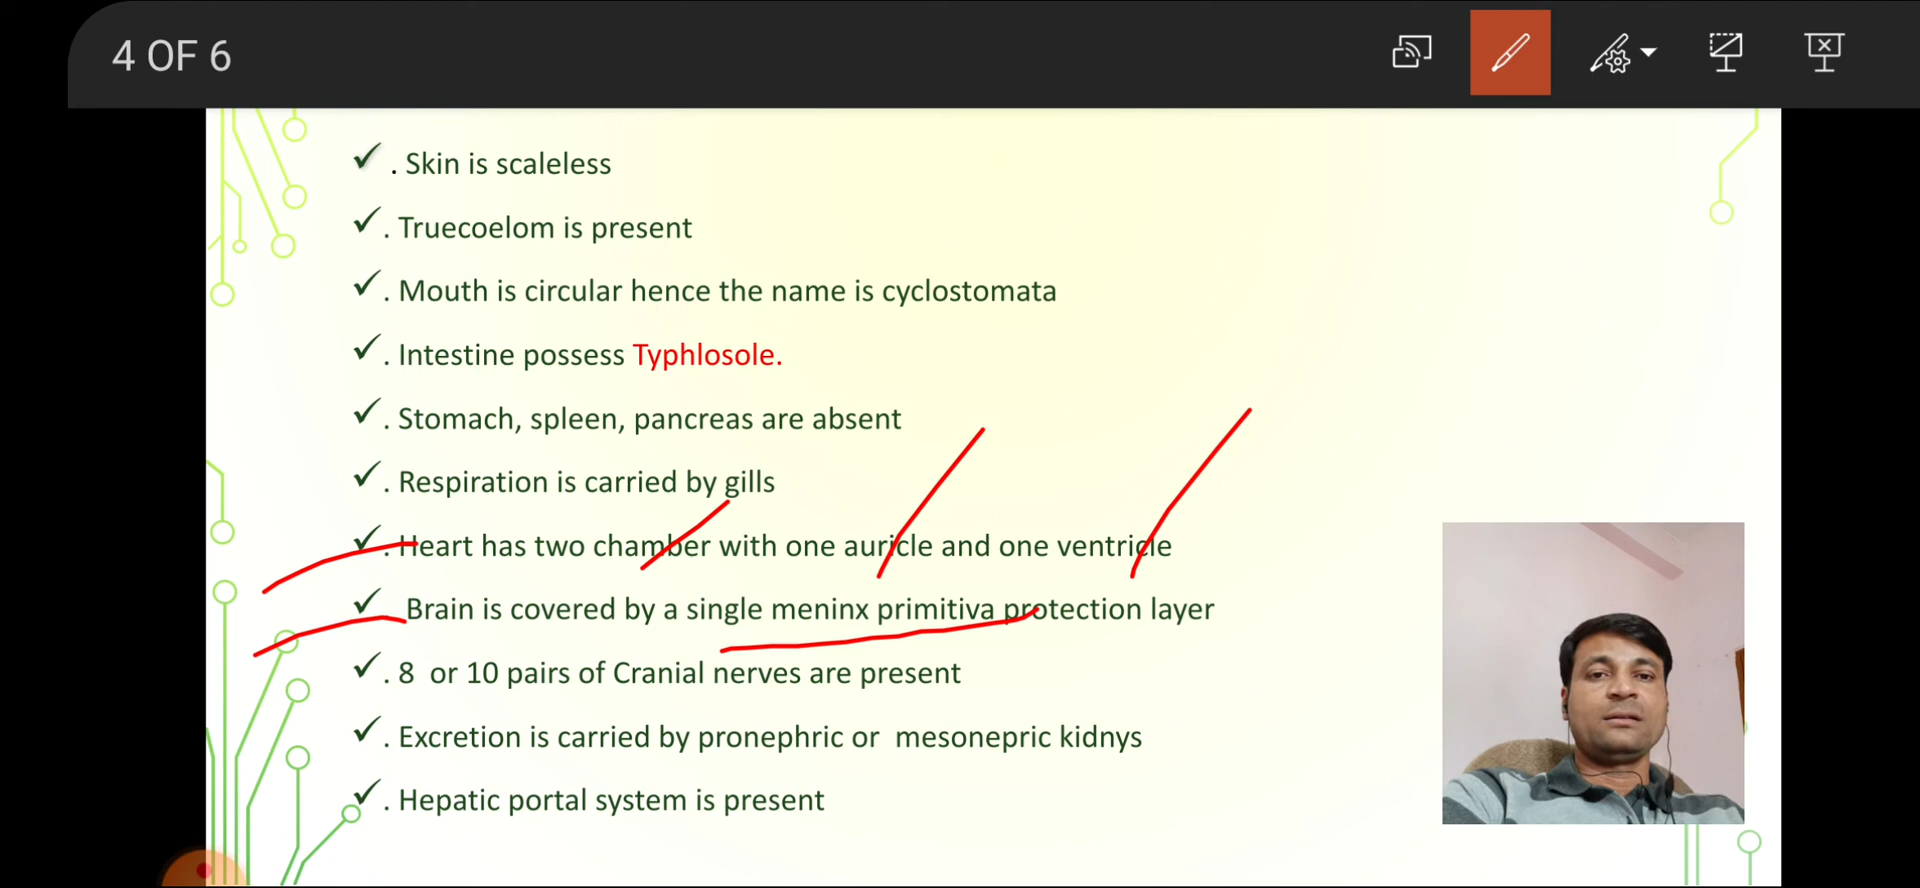 4 OF 6
✓ . Skin is scaleless
✓ . Truecoelom is present
✓ . Mouth is circular hence the name is cyclostomata
✓ . Intestine possess Typhlosole.
✓ . Stomach, spleen, pancreas are absent
✓ . Respiration is carried by gills
✓ . Heart has two chamber with one auricle and one ventricle
✓ Brain is covered by a single meninx primitiva protection layer
✓ . 8 or 10 pairs of Cranial nerves are present
✓ . Excretion is carried by pronephric or mesonepric kidnys
✓ . Hepatic portal system is present